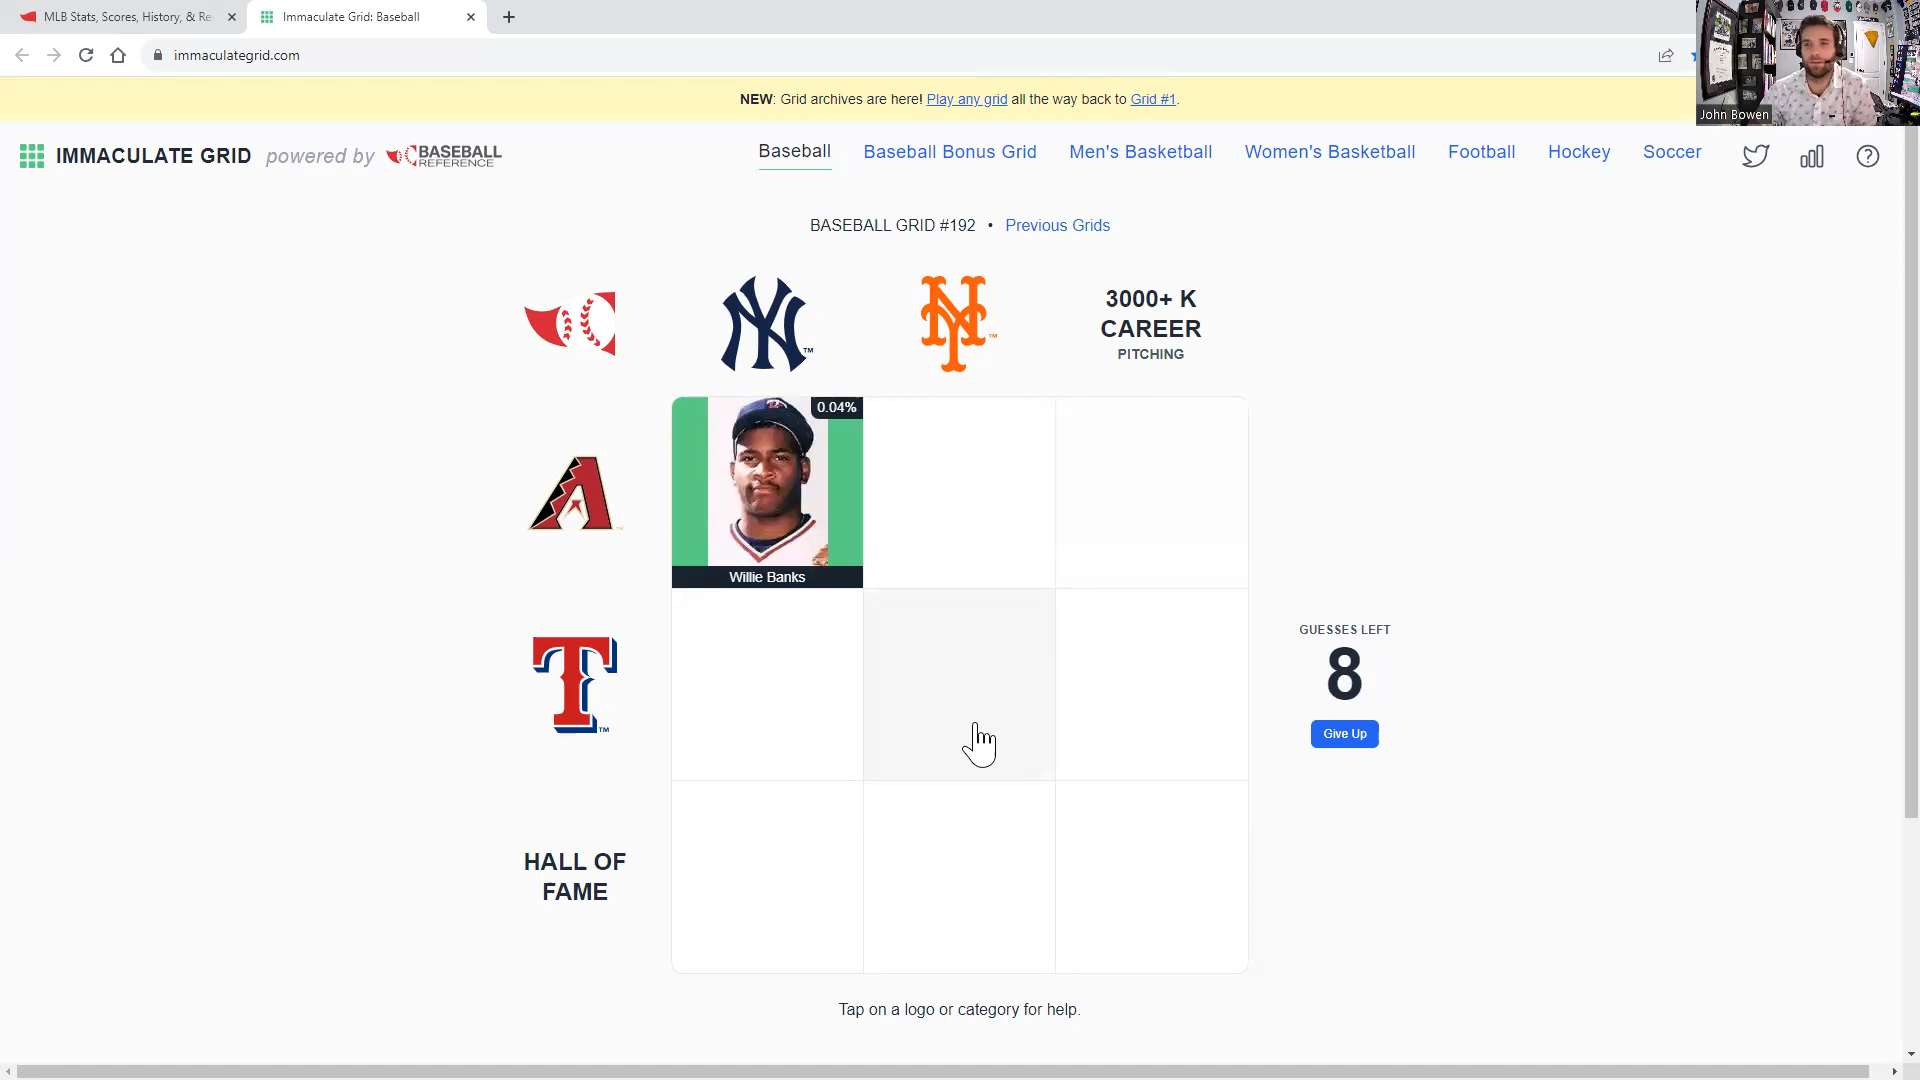 MLB Stats, Scores, History, & Re
Immaculate Grid: Baseball
immaculategrid.com
NEW: Grid archives are here! Play any grid all the way back to Grid #1.
John Bowen
IMMACULATE GRID powered by BASEBALL REFERENCE
Baseball
Baseball Bonus Grid
Men's Basketball
Women's Basketball
Football
Hockey
Soccer
BASEBALL GRID #192 • Previous Grids
3000+ K
CAREER
PITCHING
0.04%
Willie Banks
GUESSES LEFT
8
Give Up
HALL OF
FAME
Tap on a logo or category for help.